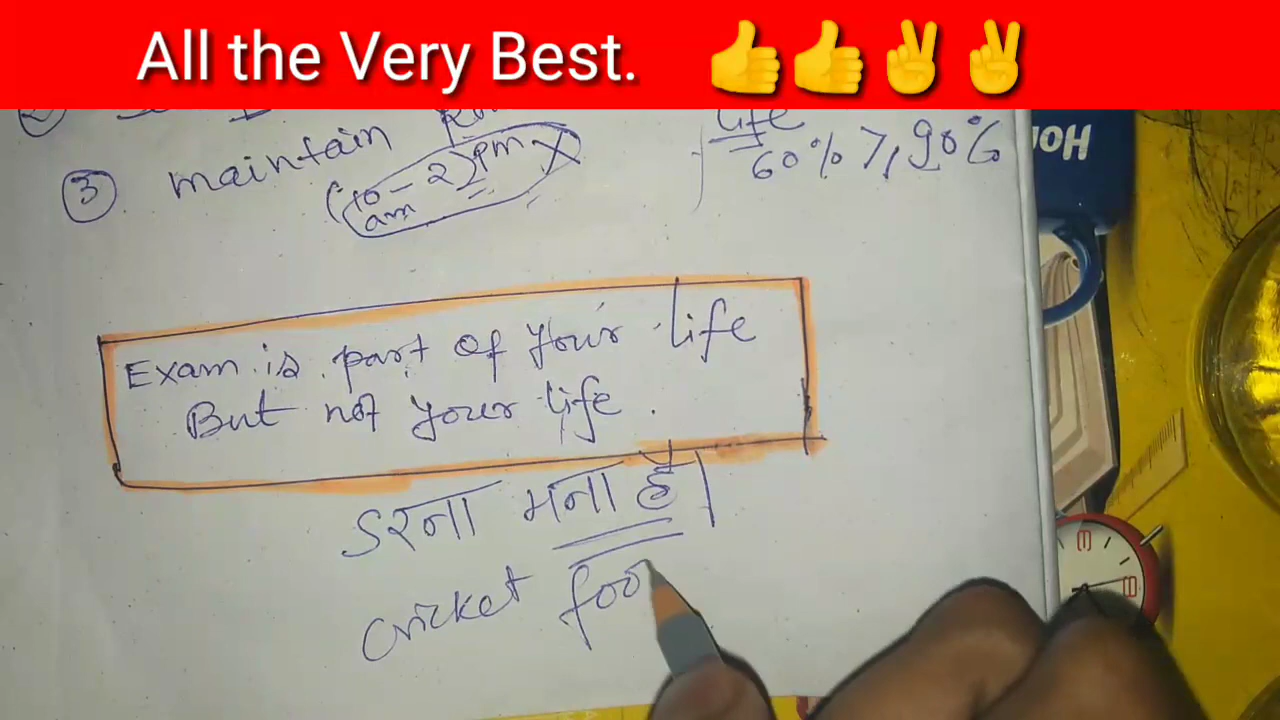 All the Very Best. 👍👍✌✌
③ maintain
(10 am - 2) pm
life
60% >, 90%
HOU
Exam is part of your life
But not your life.
डरना मना है।
cricket foo